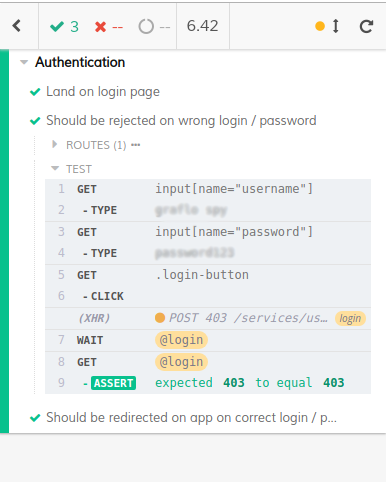 3 -- -- 6.42
Authentication
Land on login page
Should be rejected on wrong login / password
ROUTES (1) •••
TEST
1 GET input[name="username"]
2 - TYPE
3 GET input[name="password"]
4 - TYPE
5 GET .login-button
6 - CLICK
(XHR) POST 403 /services/us… login
7 WAIT @login
8 GET @login
9 - ASSERT expected 403 to equal 403
Should be redirected on app on correct login / p...